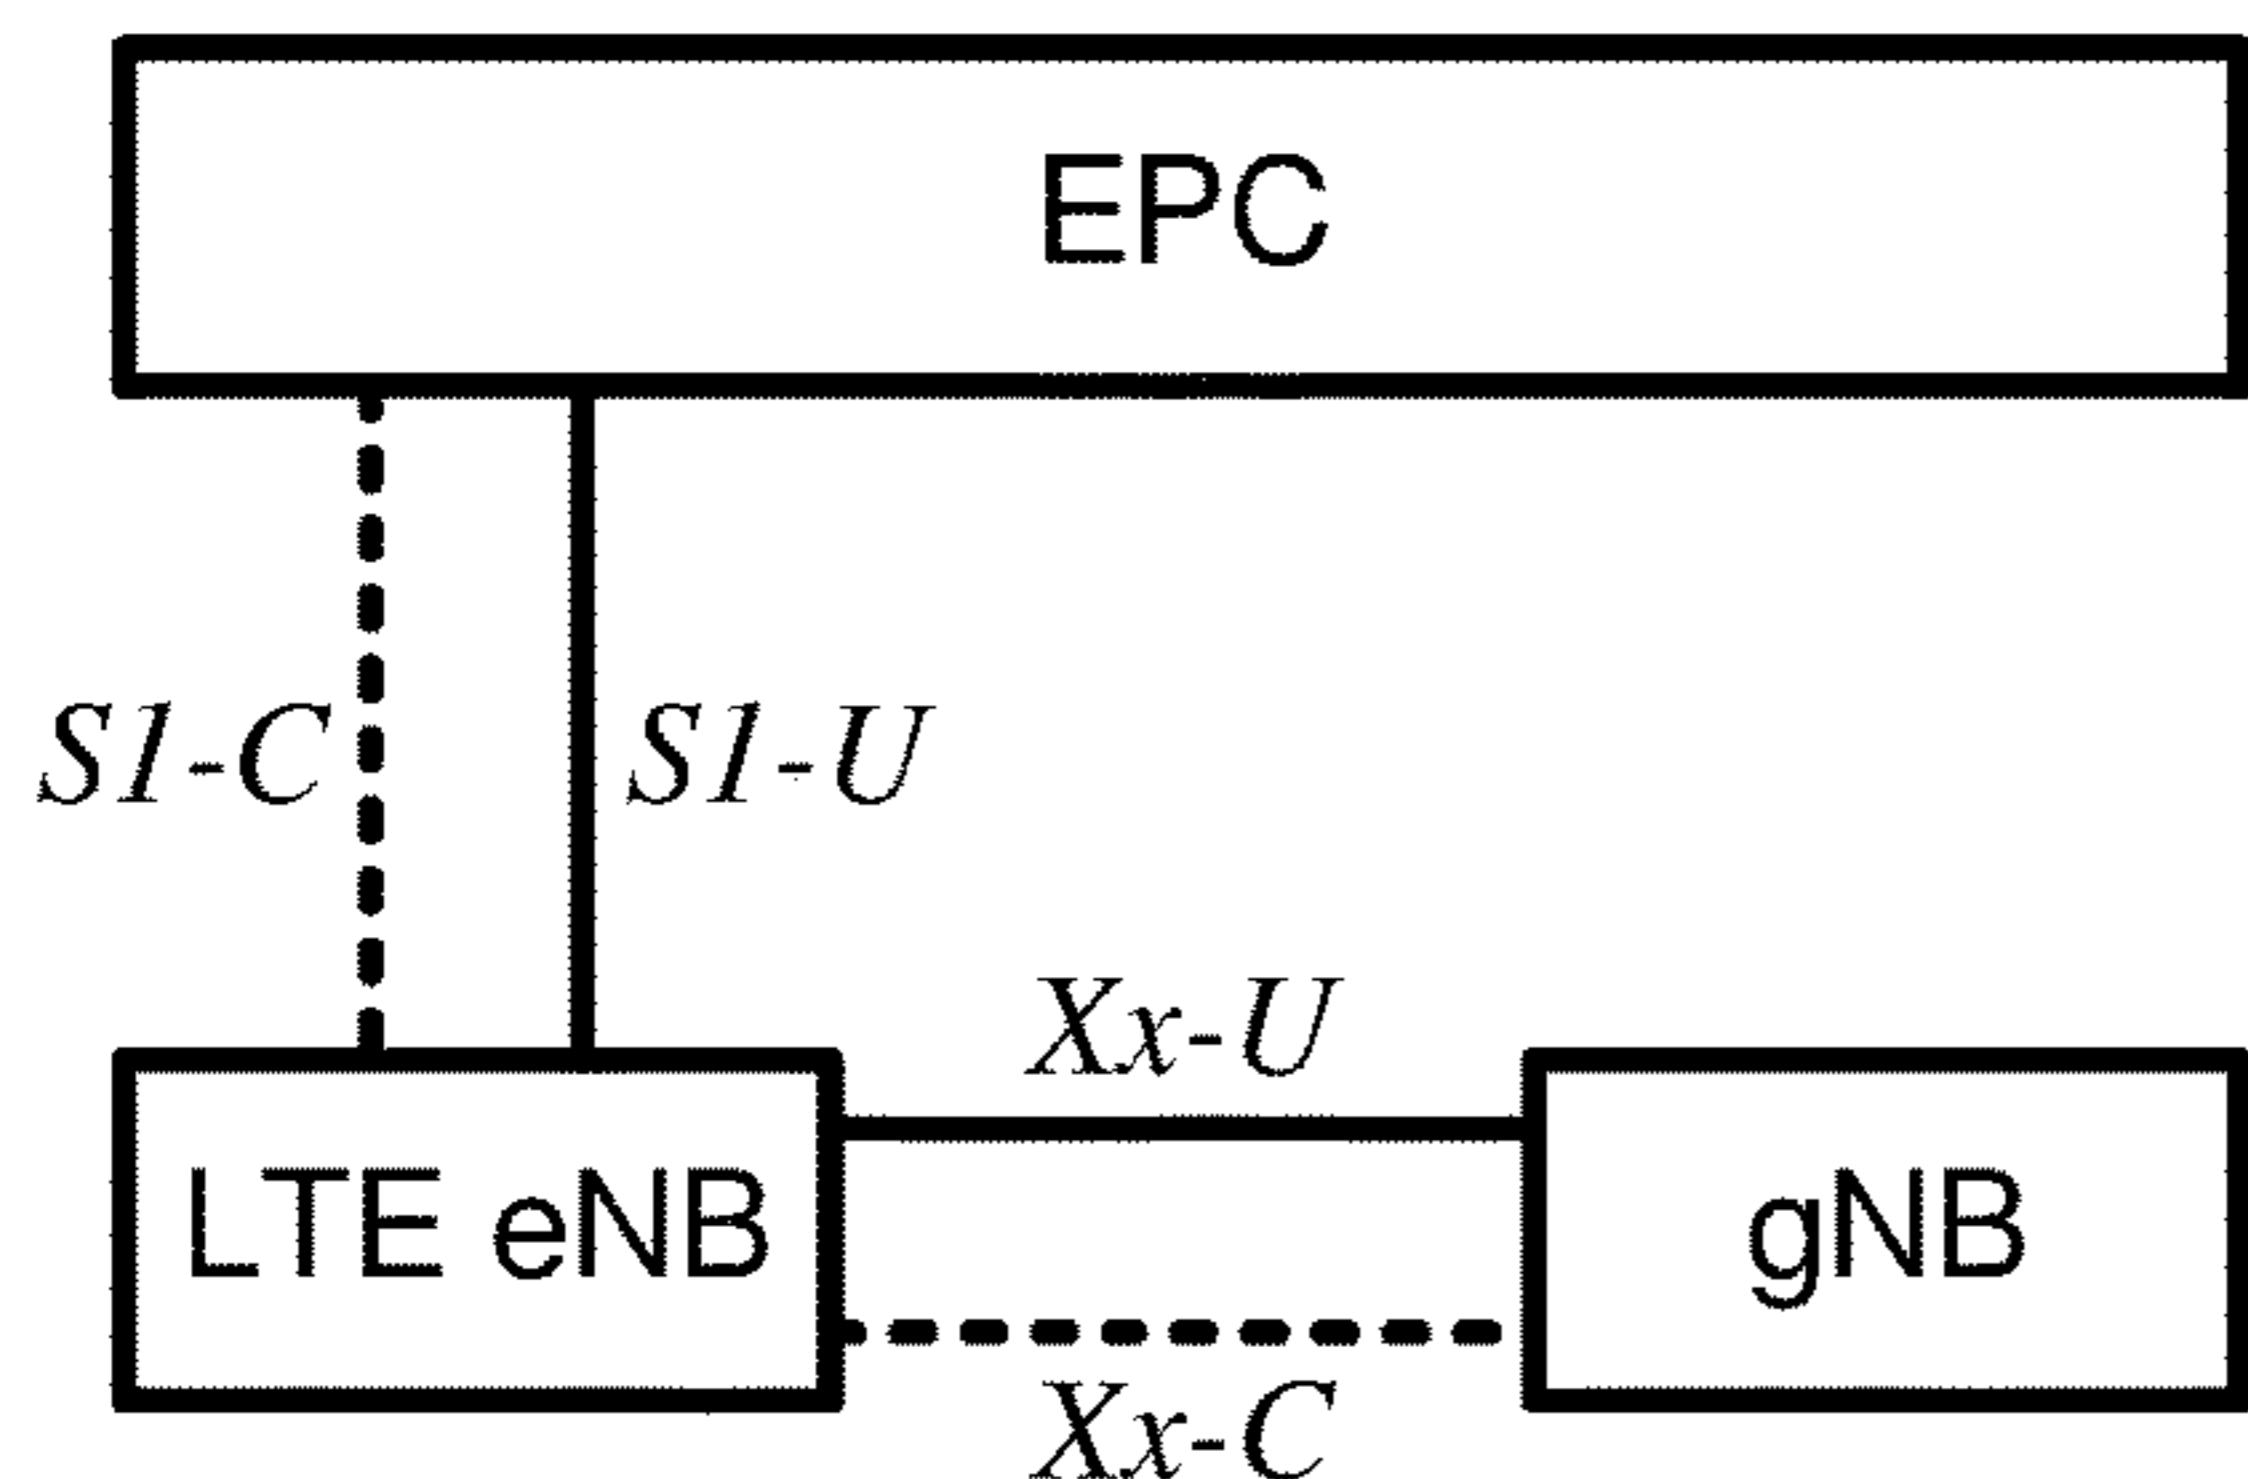 EPC
S1-C
S1-U
Xx-U
LTE eNB
gNB
Xx-C